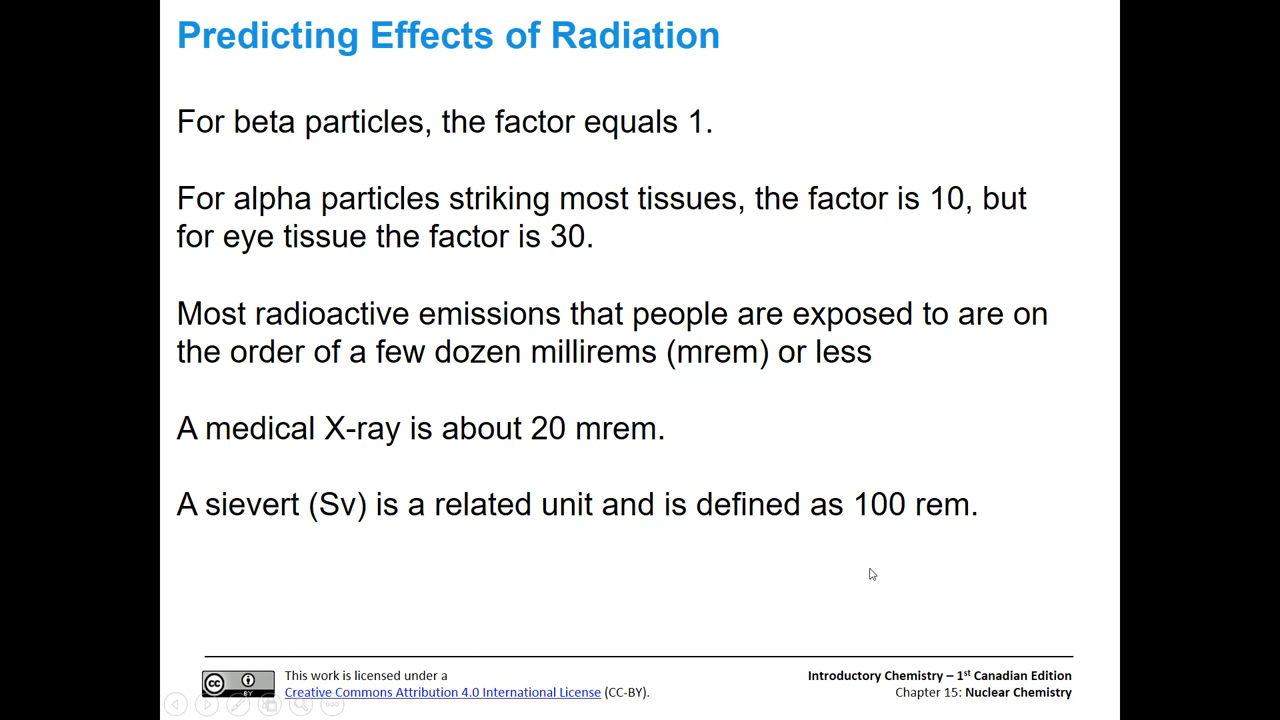 Predicting Effects of Radiation
For beta particles, the factor equals 1.
For alpha particles striking most tissues, the factor is 10, but
for eye tissue the factor is 30.
Most radioactive emissions that people are exposed to are on
the order of a few dozen millirems (mrem) or less
A medical X-ray is about 20 mrem.
A sievert (Sv) is a related unit and is defined as 100 rem.
cc BY
This work is licensed under a
Creative Commons Attribution 4.0 International License (CC-BY).
Introductory Chemistry – 1st Canadian Edition
Chapter 15: Nuclear Chemistry